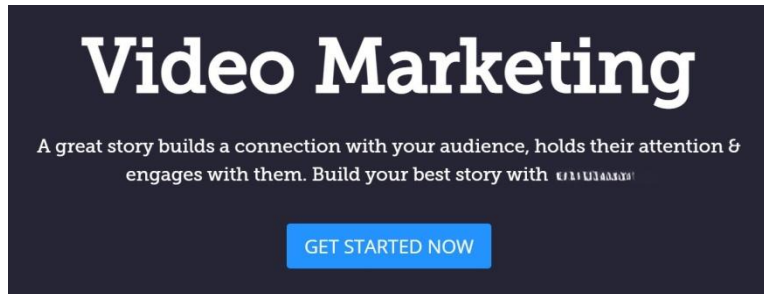 Video Marketing
A great story builds a connection with your audience, holds their attention &
engages with them. Build your best story with
GET STARTED NOW